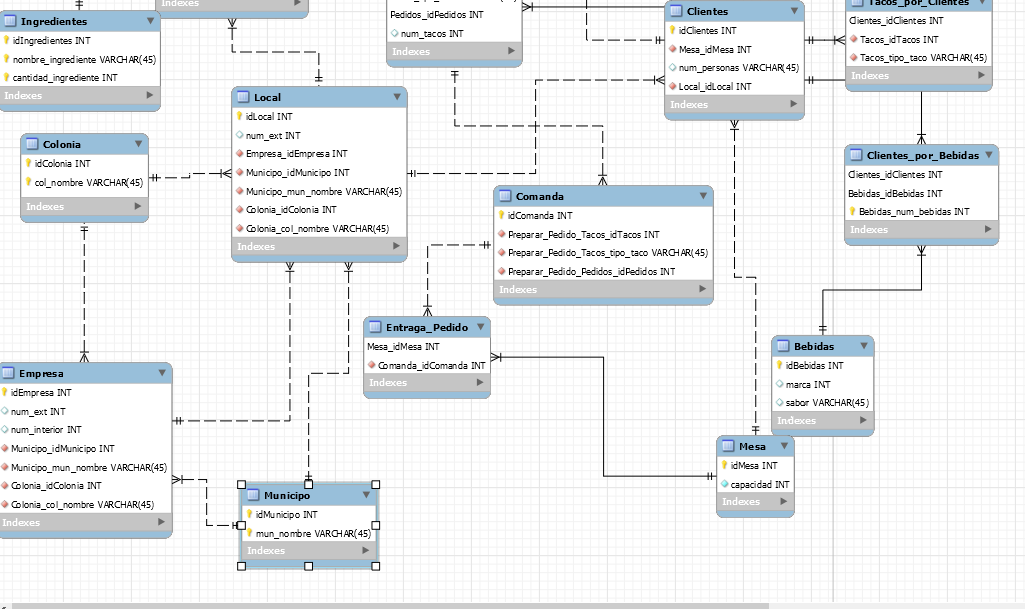 Indexes
Ingredientes
idIngredientes INT
nombre_ingrediente VARCHAR(45)
cantidad_ingrediente INT
Indexes
Pedidos_idPedidos INT
num_tacos INT
Indexes
Clientes
idClientes INT
Mesa_idMesa INT
num_personas VARCHAR(45)
Local_idLocal INT
Indexes
Tacos_por_Clientes
Clientes_idClientes INT
Tacos_idTacos INT
Tacos_tipo_taco VARCHAR(45)
Indexes
Local
idLocal INT
num_ext INT
Empresa_idEmpresa INT
Municipo_idMunicipo INT
Municipo_mun_nombre VARCHAR(45)
Colonia_idColonia INT
Colonia_col_nombre VARCHAR(45)
Indexes
Colonia
idColonia INT
col_nombre VARCHAR(45)
Indexes
Clientes_por_Bebidas
Clientes_idClientes INT
Bebidas_idBebidas INT
Bebidas_num_bebidas INT
Indexes
Comanda
idComanda INT
Preparar_Pedido_Tacos_idTacos INT
Preparar_Pedido_Tacos_tipo_taco VARCHAR(45)
Preparar_Pedido_Pedidos_idPedidos INT
Indexes
Entraga_Pedido
Mesa_idMesa INT
Comanda_idComanda INT
Indexes
Bebidas
idBebidas INT
marca INT
sabor VARCHAR(45)
Indexes
Empresa
idEmpresa INT
num_ext INT
num_interior INT
Municipo_idMunicipo INT
Municipo_mun_nombre VARCHAR(45)
Colonia_idColonia INT
Colonia_col_nombre VARCHAR(45)
Indexes
Mesa
idMesa INT
capacidad INT
Indexes
Municipo
idMunicipo INT
mun_nombre VARCHAR(45)
Indexes